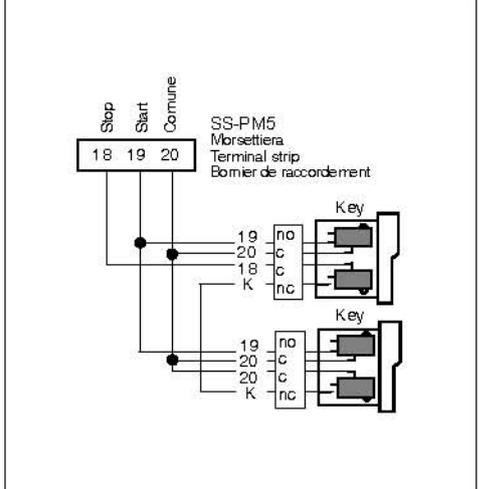 Stop
Start
Comune
SS-PM5
Morsettiera
Terminal strip
Bornier de raccordement
18 19 20
Key
19 no
20 c
18 c
K nc
Key
19 no
20 c
20 c
K nc